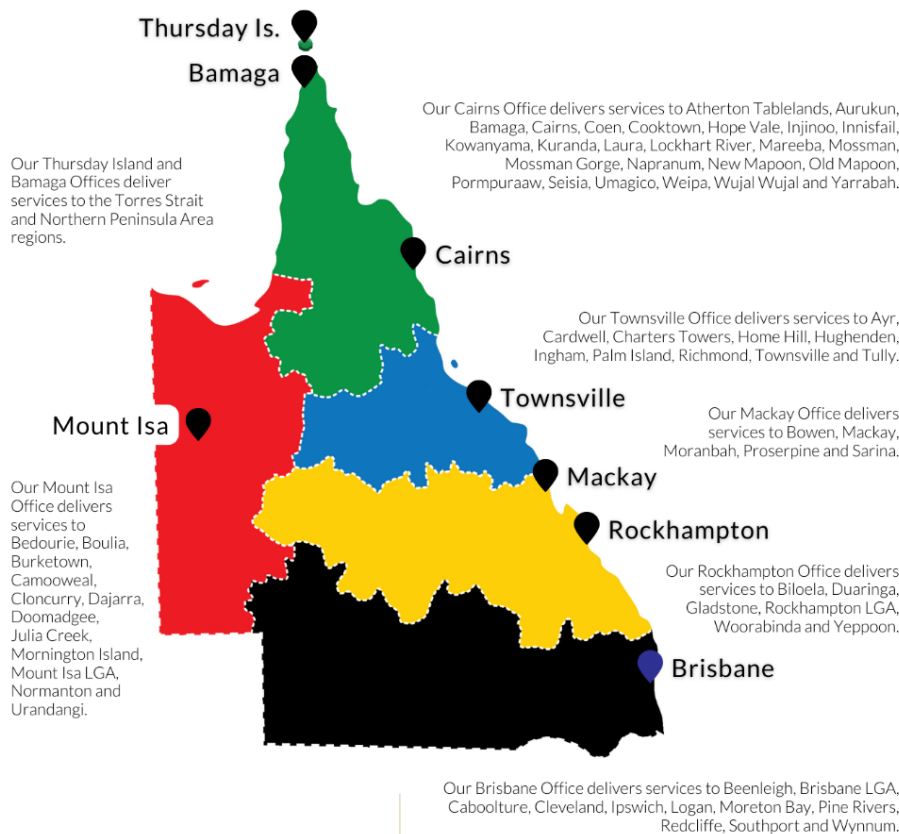 Thursday Is.
Bamaga
Our Cairns Office delivers services to Atherton Tablelands, Aurukun,
Bamaga, Cairns, Coen, Cooktown, Hope Vale, Injinoo, Innisfail,
Kowanyama, Kuranda, Laura, Lockhart River, Mareeba, Mossman,
Mossman Gorge, Napranum, New Mapoon, Old Mapoon,
Pormpuraaw, Seisia, Umagico, Weipa, Wujal Wujal and Yarrabah.
Our Thursday Island and
Bamaga Offices deliver
services to the Torres Strait
and Northern Peninsula Area
regions.
Cairns
Our Townsville Office delivers services to Ayr,
Cardwell, Charters Towers, Home Hill, Hughenden,
Ingham, Palm Island, Richmond, Townsville and Tully.
Townsville
Mount Isa
Our Mackay Office delivers
services to Bowen, Mackay,
Moranbah, Proserpine and Sarina.
Mackay
Our Mount Isa
Office delivers
services to
Bedourie, Boulia,
Burketown,
Camooweal,
Cloncurry, Dajarra,
Doomadgee,
Julia Creek,
Mornington Island,
Mount Isa LGA,
Normanton and
Urandangi.
Rockhampton
Our Rockhampton Office delivers
services to Biloela, Duaringa,
Gladstone, Rockhampton LGA,
Woorabinda and Yeppoon.
Brisbane
Our Brisbane Office delivers services to Beenleigh, Brisbane LGA,
Caboolture, Cleveland, Ipswich, Logan, Moreton Bay, Pine Rivers,
Redcliffe, Southport and Wynnum.